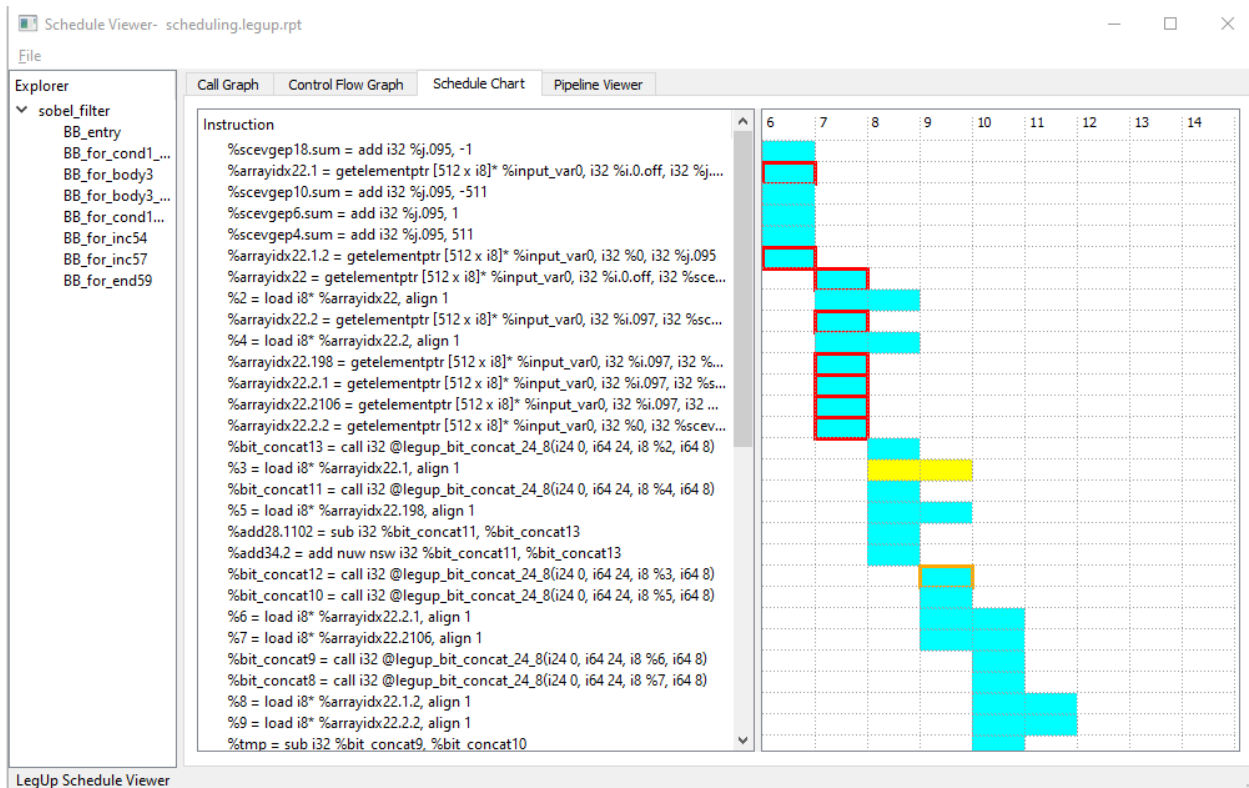 Schedule Viewer- scheduling.legup.rpt
File
Explorer
sobel_filter
BB_entry
BB_for_cond1_...
BB_for_body3
BB_for_body3_...
BB_for_cond1...
BB_for_inc54
BB_for_inc57
BB_for_end59
Call Graph Control Flow Graph Schedule Chart Pipeline Viewer
Instruction
%scevgep18.sum = add i32 %j.095, -1
%arrayidx22.1 = getelementptr [512 x i8]* %input_var0, i32 %i.0.off, i32 %j....
%scevgep10.sum = add i32 %j.095, -511
%scevgep6.sum = add i32 %j.095, 1
%scevgep4.sum = add i32 %j.095, 511
%arrayidx22.1.2 = getelementptr [512 x i8]* %input_var0, i32 %0, i32 %j.095
%arrayidx22 = getelementptr [512 x i8]* %input_var0, i32 %i.0.off, i32 %sce...
%2 = load i8* %arrayidx22, align 1
%arrayidx22.2 = getelementptr [512 x i8]* %input_var0, i32 %i.097, i32 %sc...
%4 = load i8* %arrayidx22.2, align 1
%arrayidx22.198 = getelementptr [512 x i8]* %input_var0, i32 %i.097, i32 %...
%arrayidx22.2.1 = getelementptr [512 x i8]* %input_var0, i32 %i.097, i32 %s...
%arrayidx22.2106 = getelementptr [512 x i8]* %input_var0, i32 %i.097, i32 ...
%arrayidx22.2.2 = getelementptr [512 x i8]* %input_var0, i32 %0, i32 %scev...
%bit_concat13 = call i32 @legup_bit_concat_24_8(i24 0, i64 24, i8 %2, i64 8)
%3 = load i8* %arrayidx22.1, align 1
%bit_concat11 = call i32 @legup_bit_concat_24_8(i24 0, i64 24, i8 %4, i64 8)
%5 = load i8* %arrayidx22.198, align 1
%add28.1102 = sub i32 %bit_concat11, %bit_concat13
%add34.2 = add nuw nsw i32 %bit_concat11, %bit_concat13
%bit_concat12 = call i32 @legup_bit_concat_24_8(i24 0, i64 24, i8 %3, i64 8)
%bit_concat10 = call i32 @legup_bit_concat_24_8(i24 0, i64 24, i8 %5, i64 8)
%6 = load i8* %arrayidx22.2.1, align 1
%7 = load i8* %arrayidx22.2106, align 1
%bit_concat9 = call i32 @legup_bit_concat_24_8(i24 0, i64 24, i8 %6, i64 8)
%bit_concat8 = call i32 @legup_bit_concat_24_8(i24 0, i64 24, i8 %7, i64 8)
%8 = load i8* %arrayidx22.1.2, align 1
%9 = load i8* %arrayidx22.2.2, align 1
%tmp = sub i32 %bit_concat9, %bit_concat10
6 7 8 9 10 11 12 13 14
LegUp Schedule Viewer